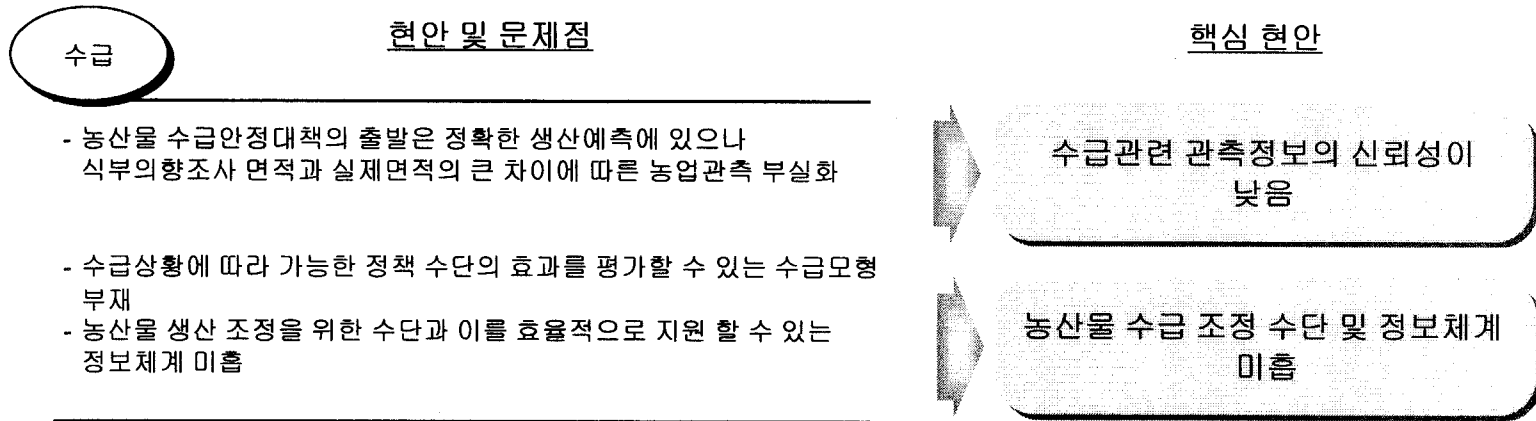 수급
현안 및 문제점
핵심 현안
- 농산물 수급안정대책의 출발은 정확한 생산예측에 있으나
식부의향조사 면적과 실제면적의 큰 차이에 따른 농업관측 부실화
수급관련 관측정보의 신뢰성이
낮음
- 수급상황에 따라 가능한 정책 수단의 효과를 평가할 수 있는 수급모형
부재
- 농산물 생산 조정을 위한 수단과 이를 효율적으로 지원 할 수 있는
정보체계 미흡
농산물 수급 조정 수단 및 정보체계
미흡